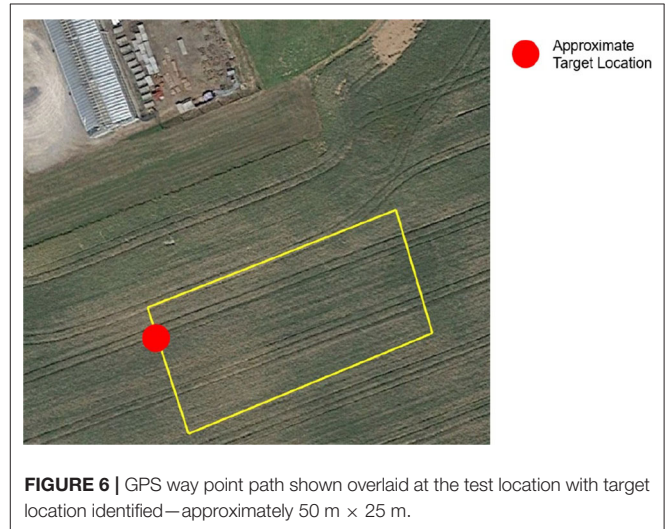 Approximate
Target Location
FIGURE 6 | GPS way point path shown overlaid at the test location with target
location identified—approximately 50 m × 25 m.